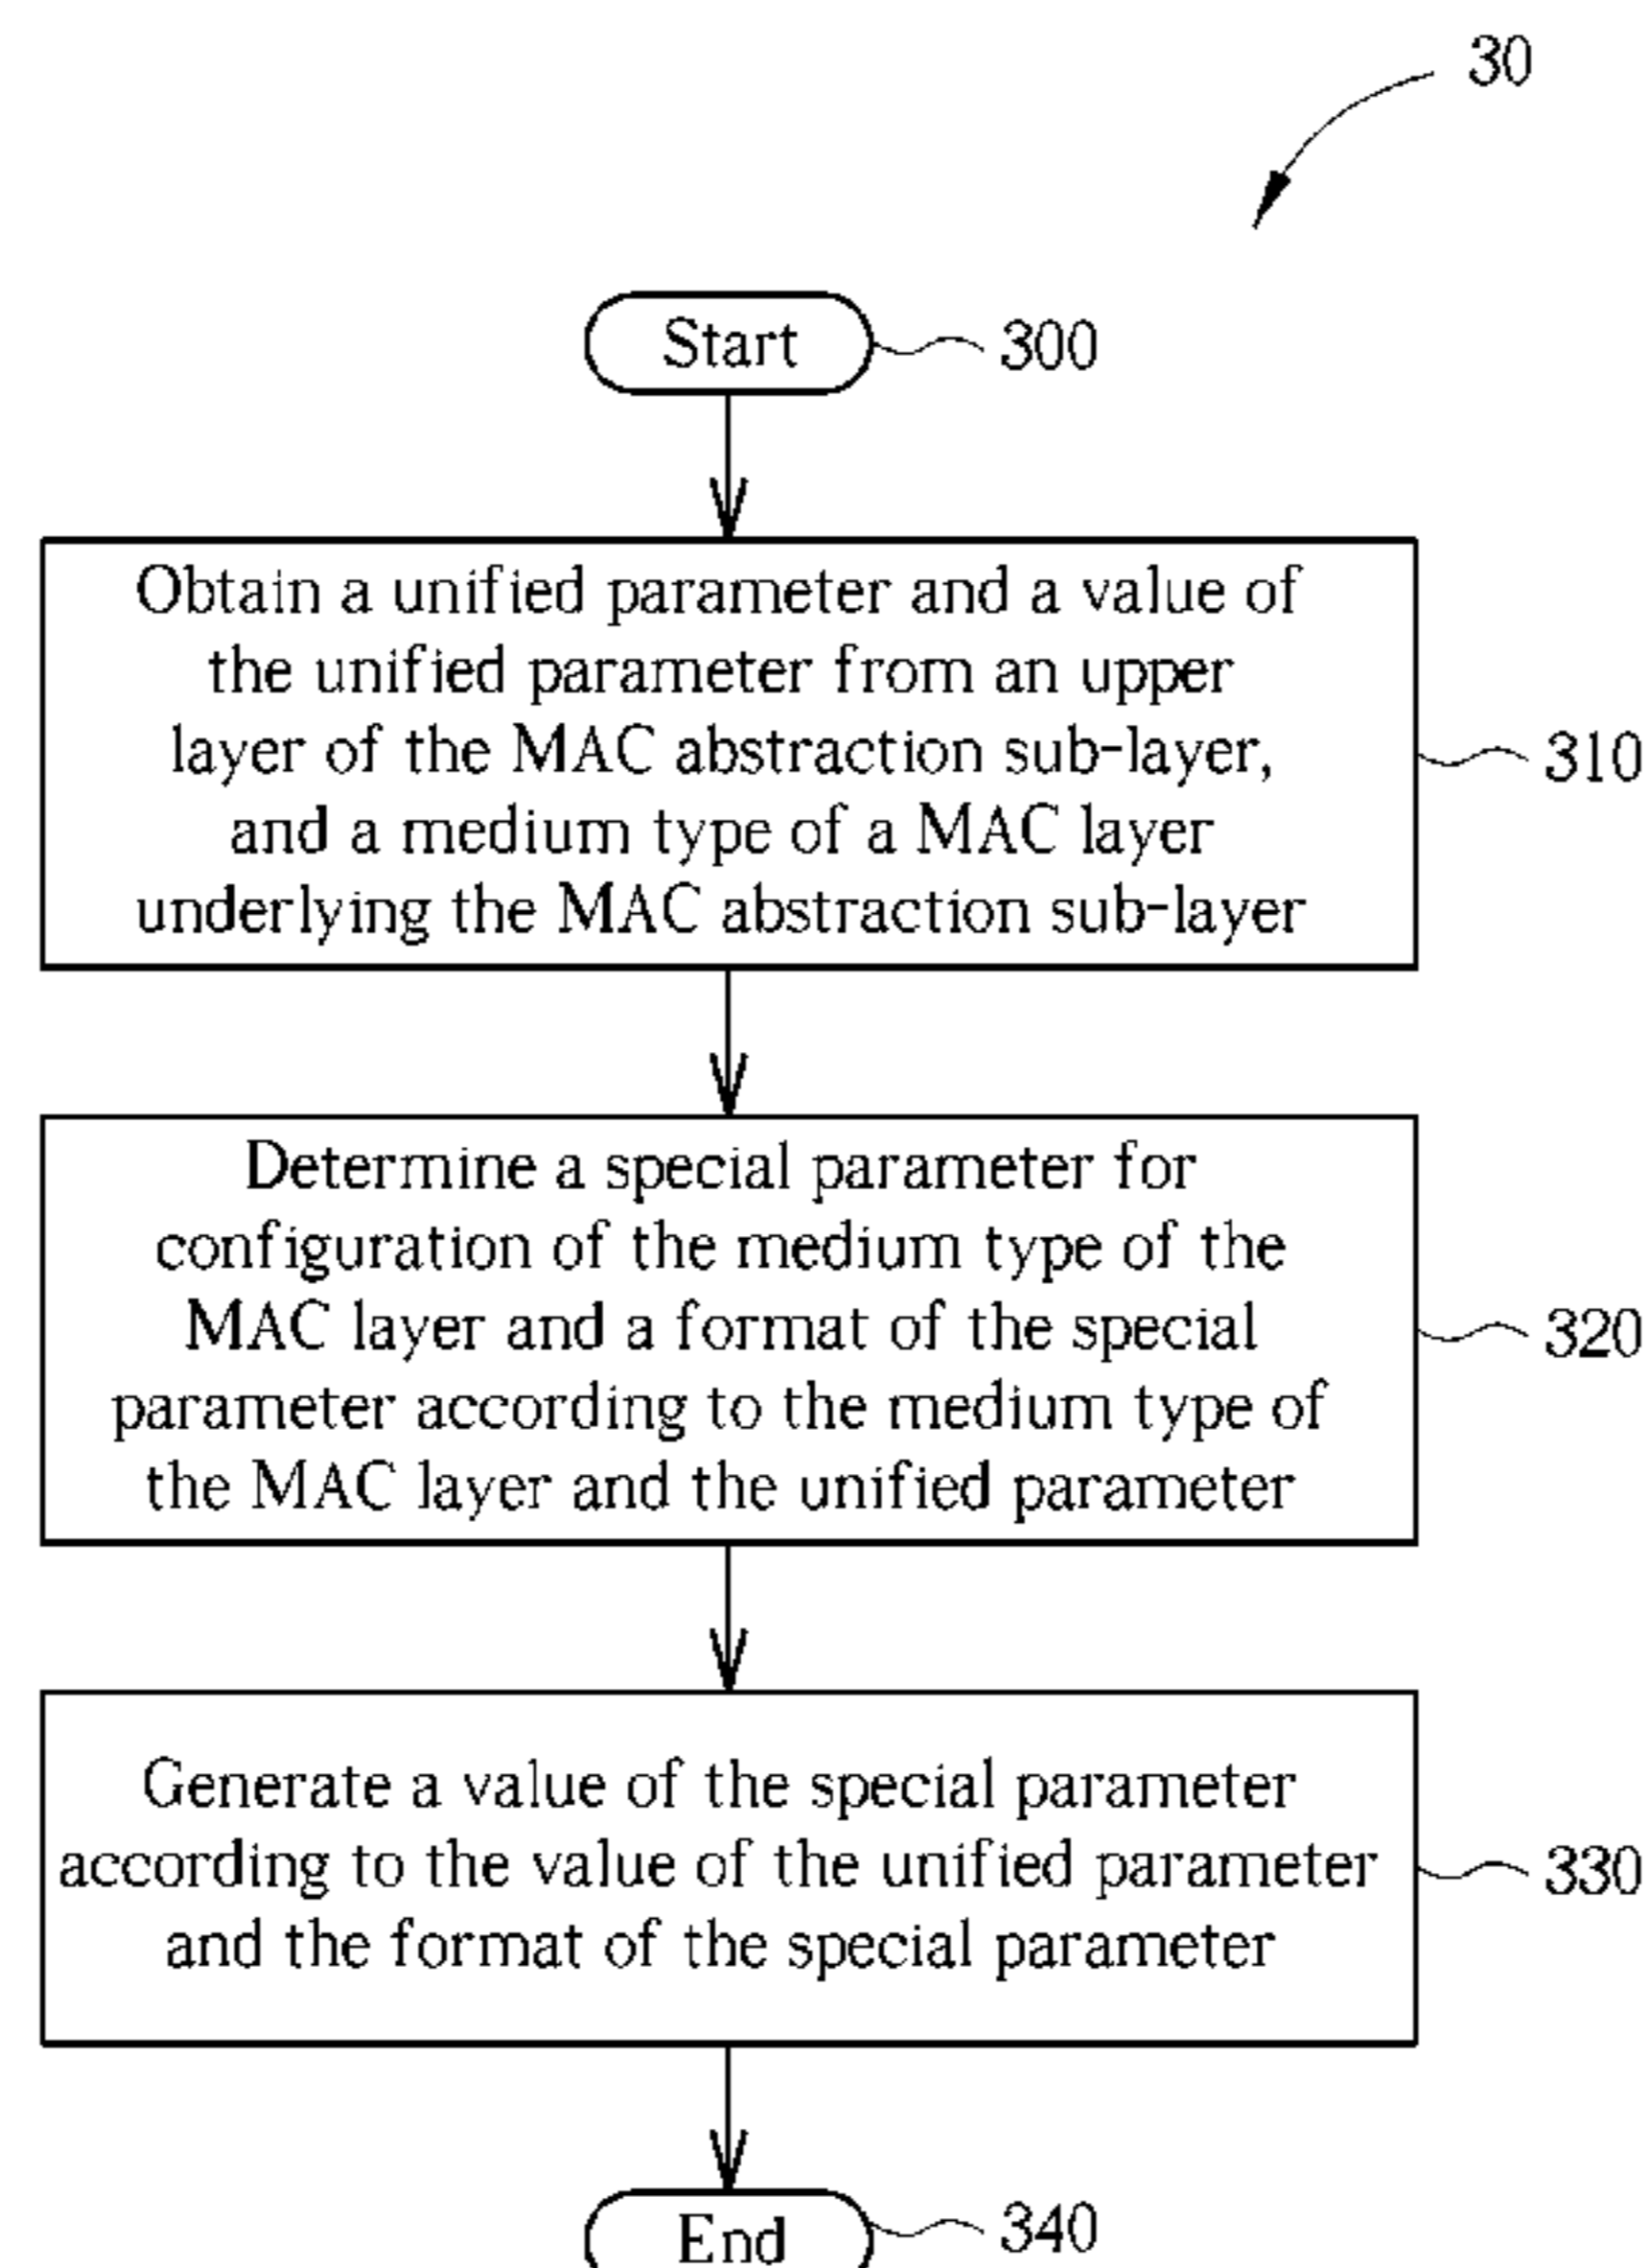 30
Start
300
Obtain a unified parameter and a value of
the unified parameter from an upper
layer of the MAC abstraction sub-layer,
and a medium type of a MAC layer
underlying the MAC abstraction sub-layer
310
Determine a special parameter for
configuration of the medium type of the
MAC layer and a format of the special
parameter according to the medium type of
the MAC layer and the unified parameter
320
Generate a value of the special parameter
according to the value of the unified parameter
and the format of the special parameter
330
End
340